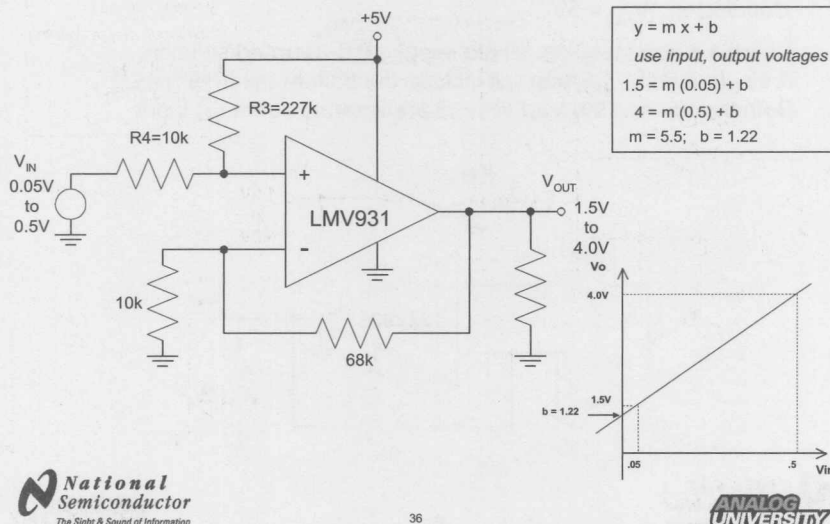 +5V
R3=227k
R4=10k
V_IN
0.05V
to
0.5V
+
LMV931
-
V_OUT
1.5V
to
4.0V
10k
68k
y = m x + b
use input, output voltages
1.5 = m (0.05) + b
4 = m (0.5) + b
m = 5.5; b = 1.22
Vo
4.0V
1.5V
b = 1.22
.05
.5
Vin
National
Semiconductor
The Sight & Sound of Information
36
ANALOG
UNIVERSITY